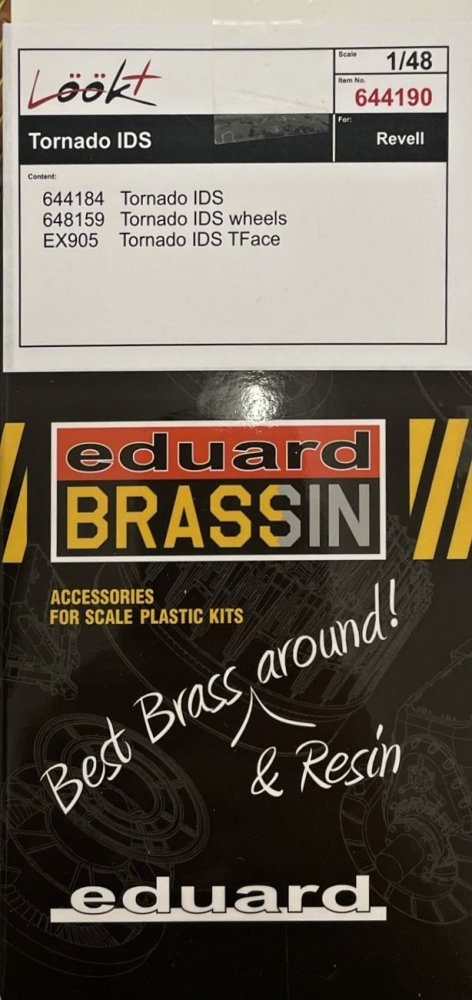 Löök+
Scale
1/48
Item No.
644190
Tornado IDS
For:
Revell
Content:
644184 Tornado IDS
648159 Tornado IDS wheels
EX905 Tornado IDS TFace
eduard
BRASSIN
ACCESSORIES
FOR SCALE PLASTIC KITS
Best Brass around!
& Resin
eduard